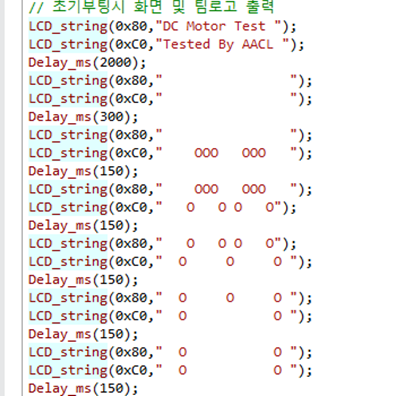 // 초기부팅시 화면 및 팀로고 출력
LCD_string(0x80,"DC Motor Test ");
LCD_string(0xC0,"Tested By AACL ");
Delay_ms(2000);
LCD_string(0x80,"                ");
LCD_string(0xC0,"                ");
Delay_ms(300);
LCD_string(0x80,"                ");
LCD_string(0xC0,"    OOO   OOO   ");
Delay_ms(150);
LCD_string(0x80,"    OOO   OOO   ");
LCD_string(0xC0,"   O   O O   O");
Delay_ms(150);
LCD_string(0x80,"   O   O O   O");
LCD_string(0xC0,"  O     O     O ");
Delay_ms(150);
LCD_string(0x80,"  O     O     O ");
LCD_string(0xC0,"  O           O ");
Delay_ms(150);
LCD_string(0x80,"  O           O ");
LCD_string(0xC0,"  O           O ");
Delay_ms(150);